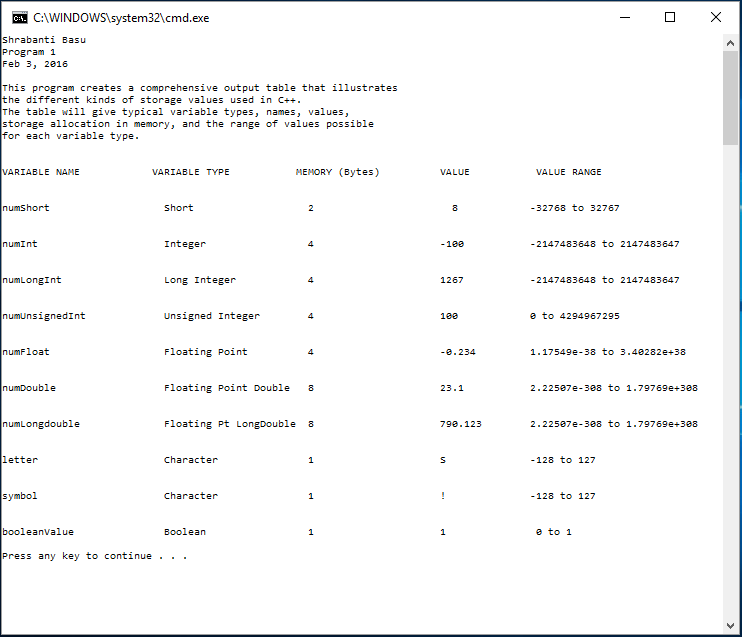 C:\WINDOWS\system32\cmd.exe
Shrabanti Basu
Program 1
Feb 3, 2016
This program creates a comprehensive output table that illustrates
the different kinds of storage values used in C++.
The table will give typical variable types, names, values,
storage allocation in memory, and the range of values possible
for each variable type.
VARIABLE NAME VARIABLE TYPE MEMORY (Bytes) VALUE VALUE RANGE
numShort Short 2 8 -32768 to 32767
numInt Integer 4 -100 -2147483648 to 2147483647
numLongInt Long Integer 4 1267 -2147483648 to 2147483647
numUnsignedInt Unsigned Integer 4 100 0 to 4294967295
numFloat Floating Point 4 -0.234 1.17549e-38 to 3.40282e+38
numDouble Floating Point Double 8 23.1 2.22507e-308 to 1.79769e+308
numLongdouble Floating Pt LongDouble 8 790.123 2.22507e-308 to 1.79769e+308
letter Character 1 S -128 to 127
symbol Character 1 ! -128 to 127
booleanValue Boolean 1 1 0 to 1
Press any key to continue . . .